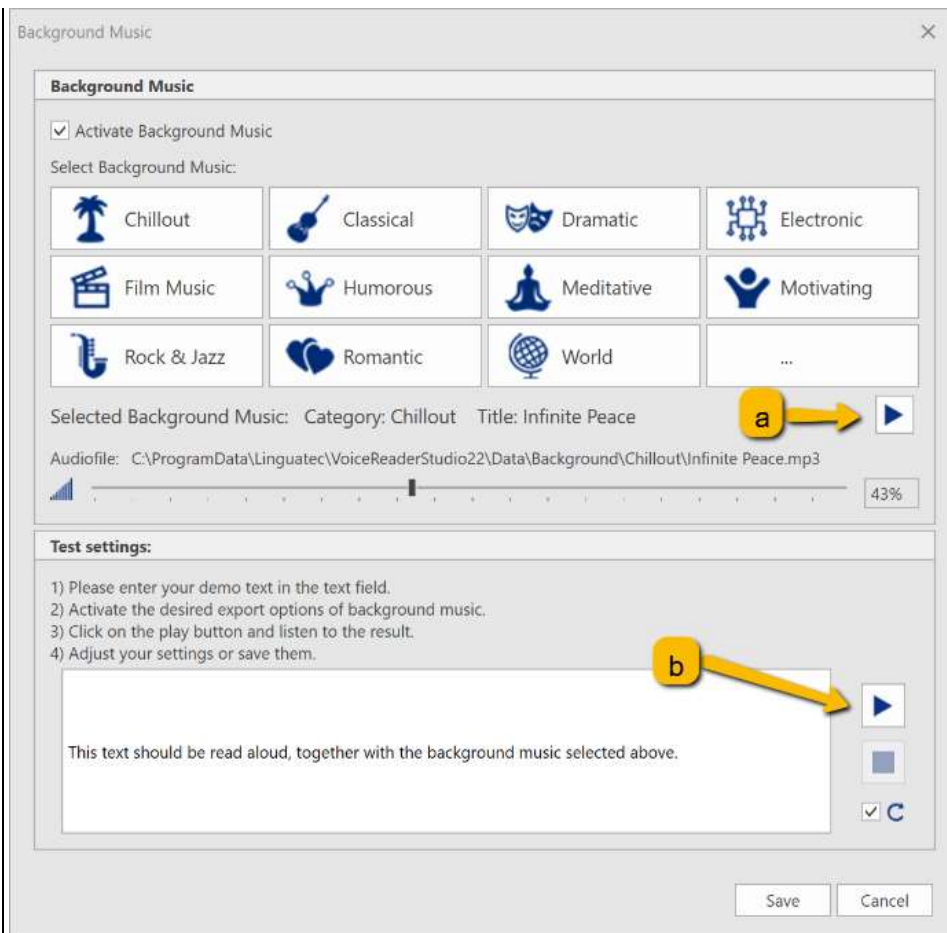 Background Music
Background Music
Activate Background Music
Select Background Music:
Chillout Classical Dramatic Electronic
Film Music Humorous Meditative Motivating
Rock & Jazz Romantic World ...
Selected Background Music: Category: Chillout Title: Infinite Peace a
Audiofile: C:\ProgramData\Linguatec\VoiceReaderStudio22\Data\Background\Chillout\Infinite Peace.mp3
43%
Test settings:
1) Please enter your demo text in the text field.
2) Activate the desired export options of background music.
3) Click on the play button and listen to the result.
4) Adjust your settings or save them.
b
This text should be read aloud, together with the background music selected above.
Save Cancel